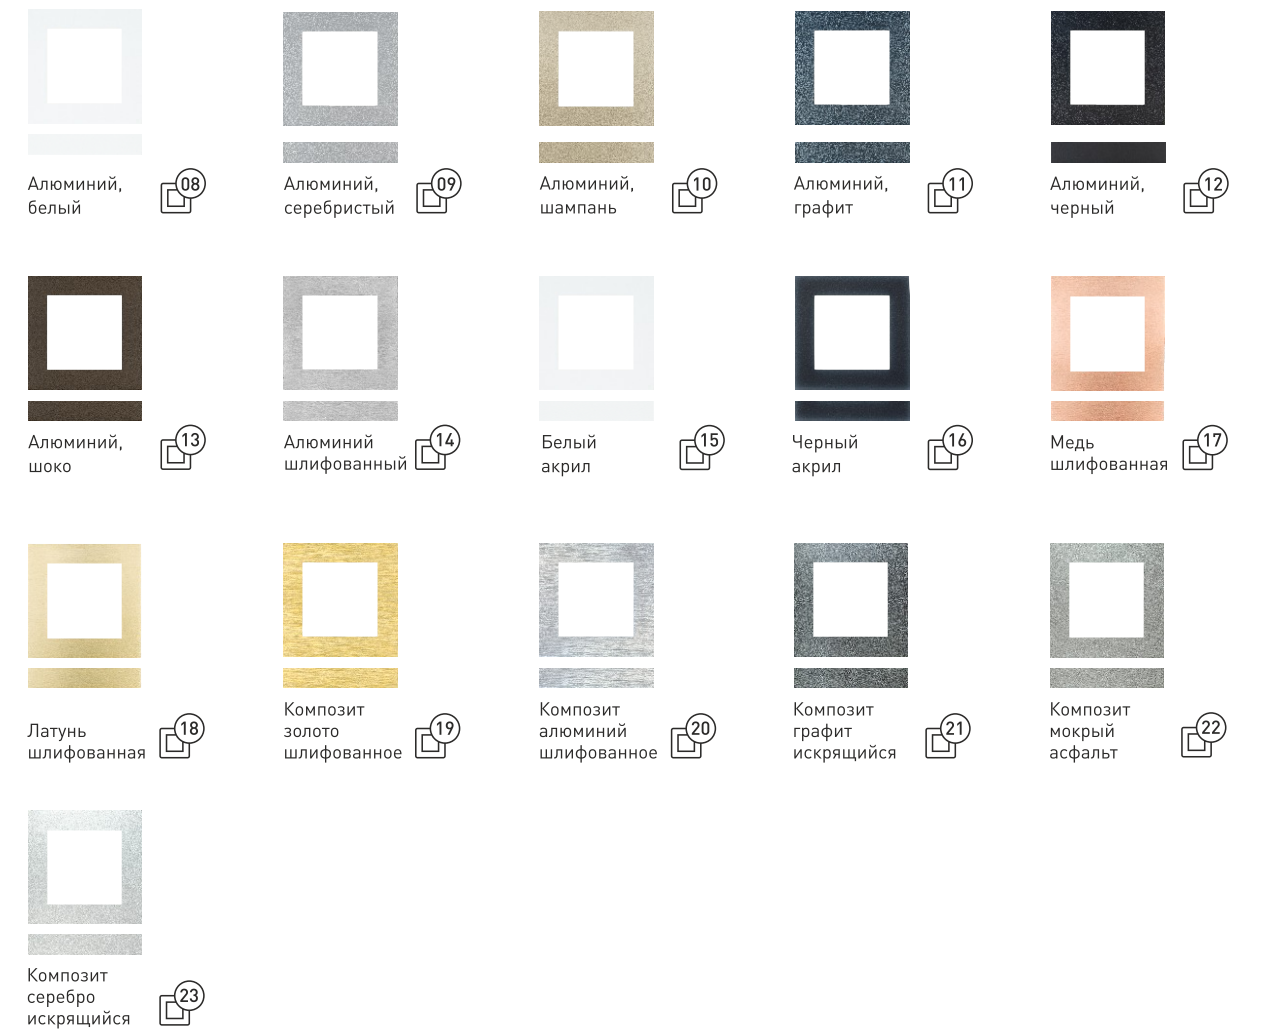 Алюминий,
белый
08
Алюминий,
серебристый
09
Алюминий,
шампань
10
Алюминий,
графит
11
Алюминий,
черный
12
Алюминий,
шоко
13
Алюминий
шлифованный
14
Белый
акрил
15
Черный
акрил
16
Медь
шлифованная
17
Латунь
шлифованная
18
Композит
золото
шлифованное
19
Композит
алюминий
шлифованное
20
Композит
графит
искрящийся
21
Композит
мокрый
асфальт
22
Композит
серебро
искрящийся
23